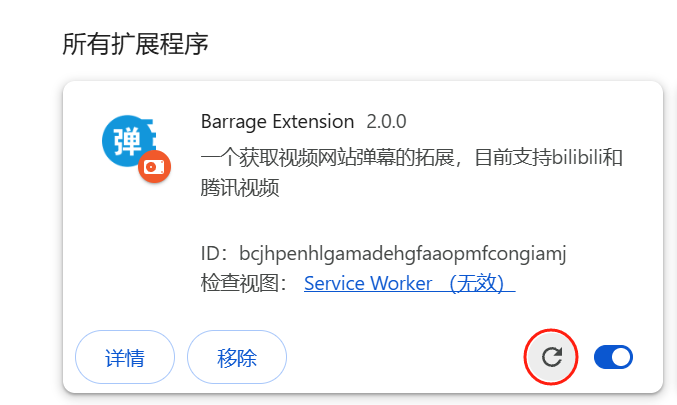 所有扩展程序
弹
Barrage Extension 2.0.0
一个获取视频网站弹幕的拓展，目前支持bilibili和
腾讯视频
ID：bcjhpenhlgamadehgfaaopmfcongiamj
检查视图： Service Worker （无效）
详情 移除